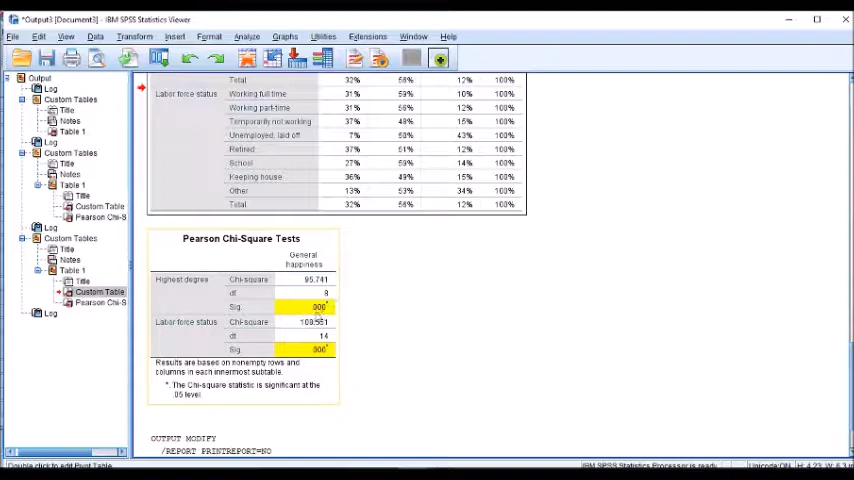 *Output3 [Document3] - IBM SPSS Statistics Viewer
File Edit View Data Transform Insert Format Analyze Graphs Utilities Extensions Window Help
Output
Log
Custom Tables
Title
Notes
Table 1
Log
Custom Tables
Title
Notes
Table 1
Title
Custom Table
Pearson Chi-S
Log
Custom Tables
Title
Notes
Table 1
Title
Custom Table
Pearson Chi-S
Log
Total 32% 56% 12% 100%
Labor force status Working full time 31% 59% 10% 100%
Working part-time 31% 56% 12% 100%
Temporarily not working 37% 48% 15% 100%
Unemployed, laid off 7% 50% 43% 100%
Retired 37% 51% 12% 100%
School 27% 59% 14% 100%
Keeping house 36% 49% 15% 100%
Other 13% 53% 34% 100%
Total 32% 56% 12% 100%
Pearson Chi-Square Tests
General
happiness
Highest degree Chi-square 95.741
df 8
Sig. .000*
Labor force status Chi-square
df 14
Sig. .000*
Results are based on nonempty rows and
columns in each innermost subtable.
*. The Chi-square statistic is significant at the
.05 level.
OUTPUT MODIFY
/REPORT PRINTREPORT=NO
Double click to edit Pivot Table IBM SPSS Statistics Processor is ready Unicode:ON H: 4.23, W: 6.3